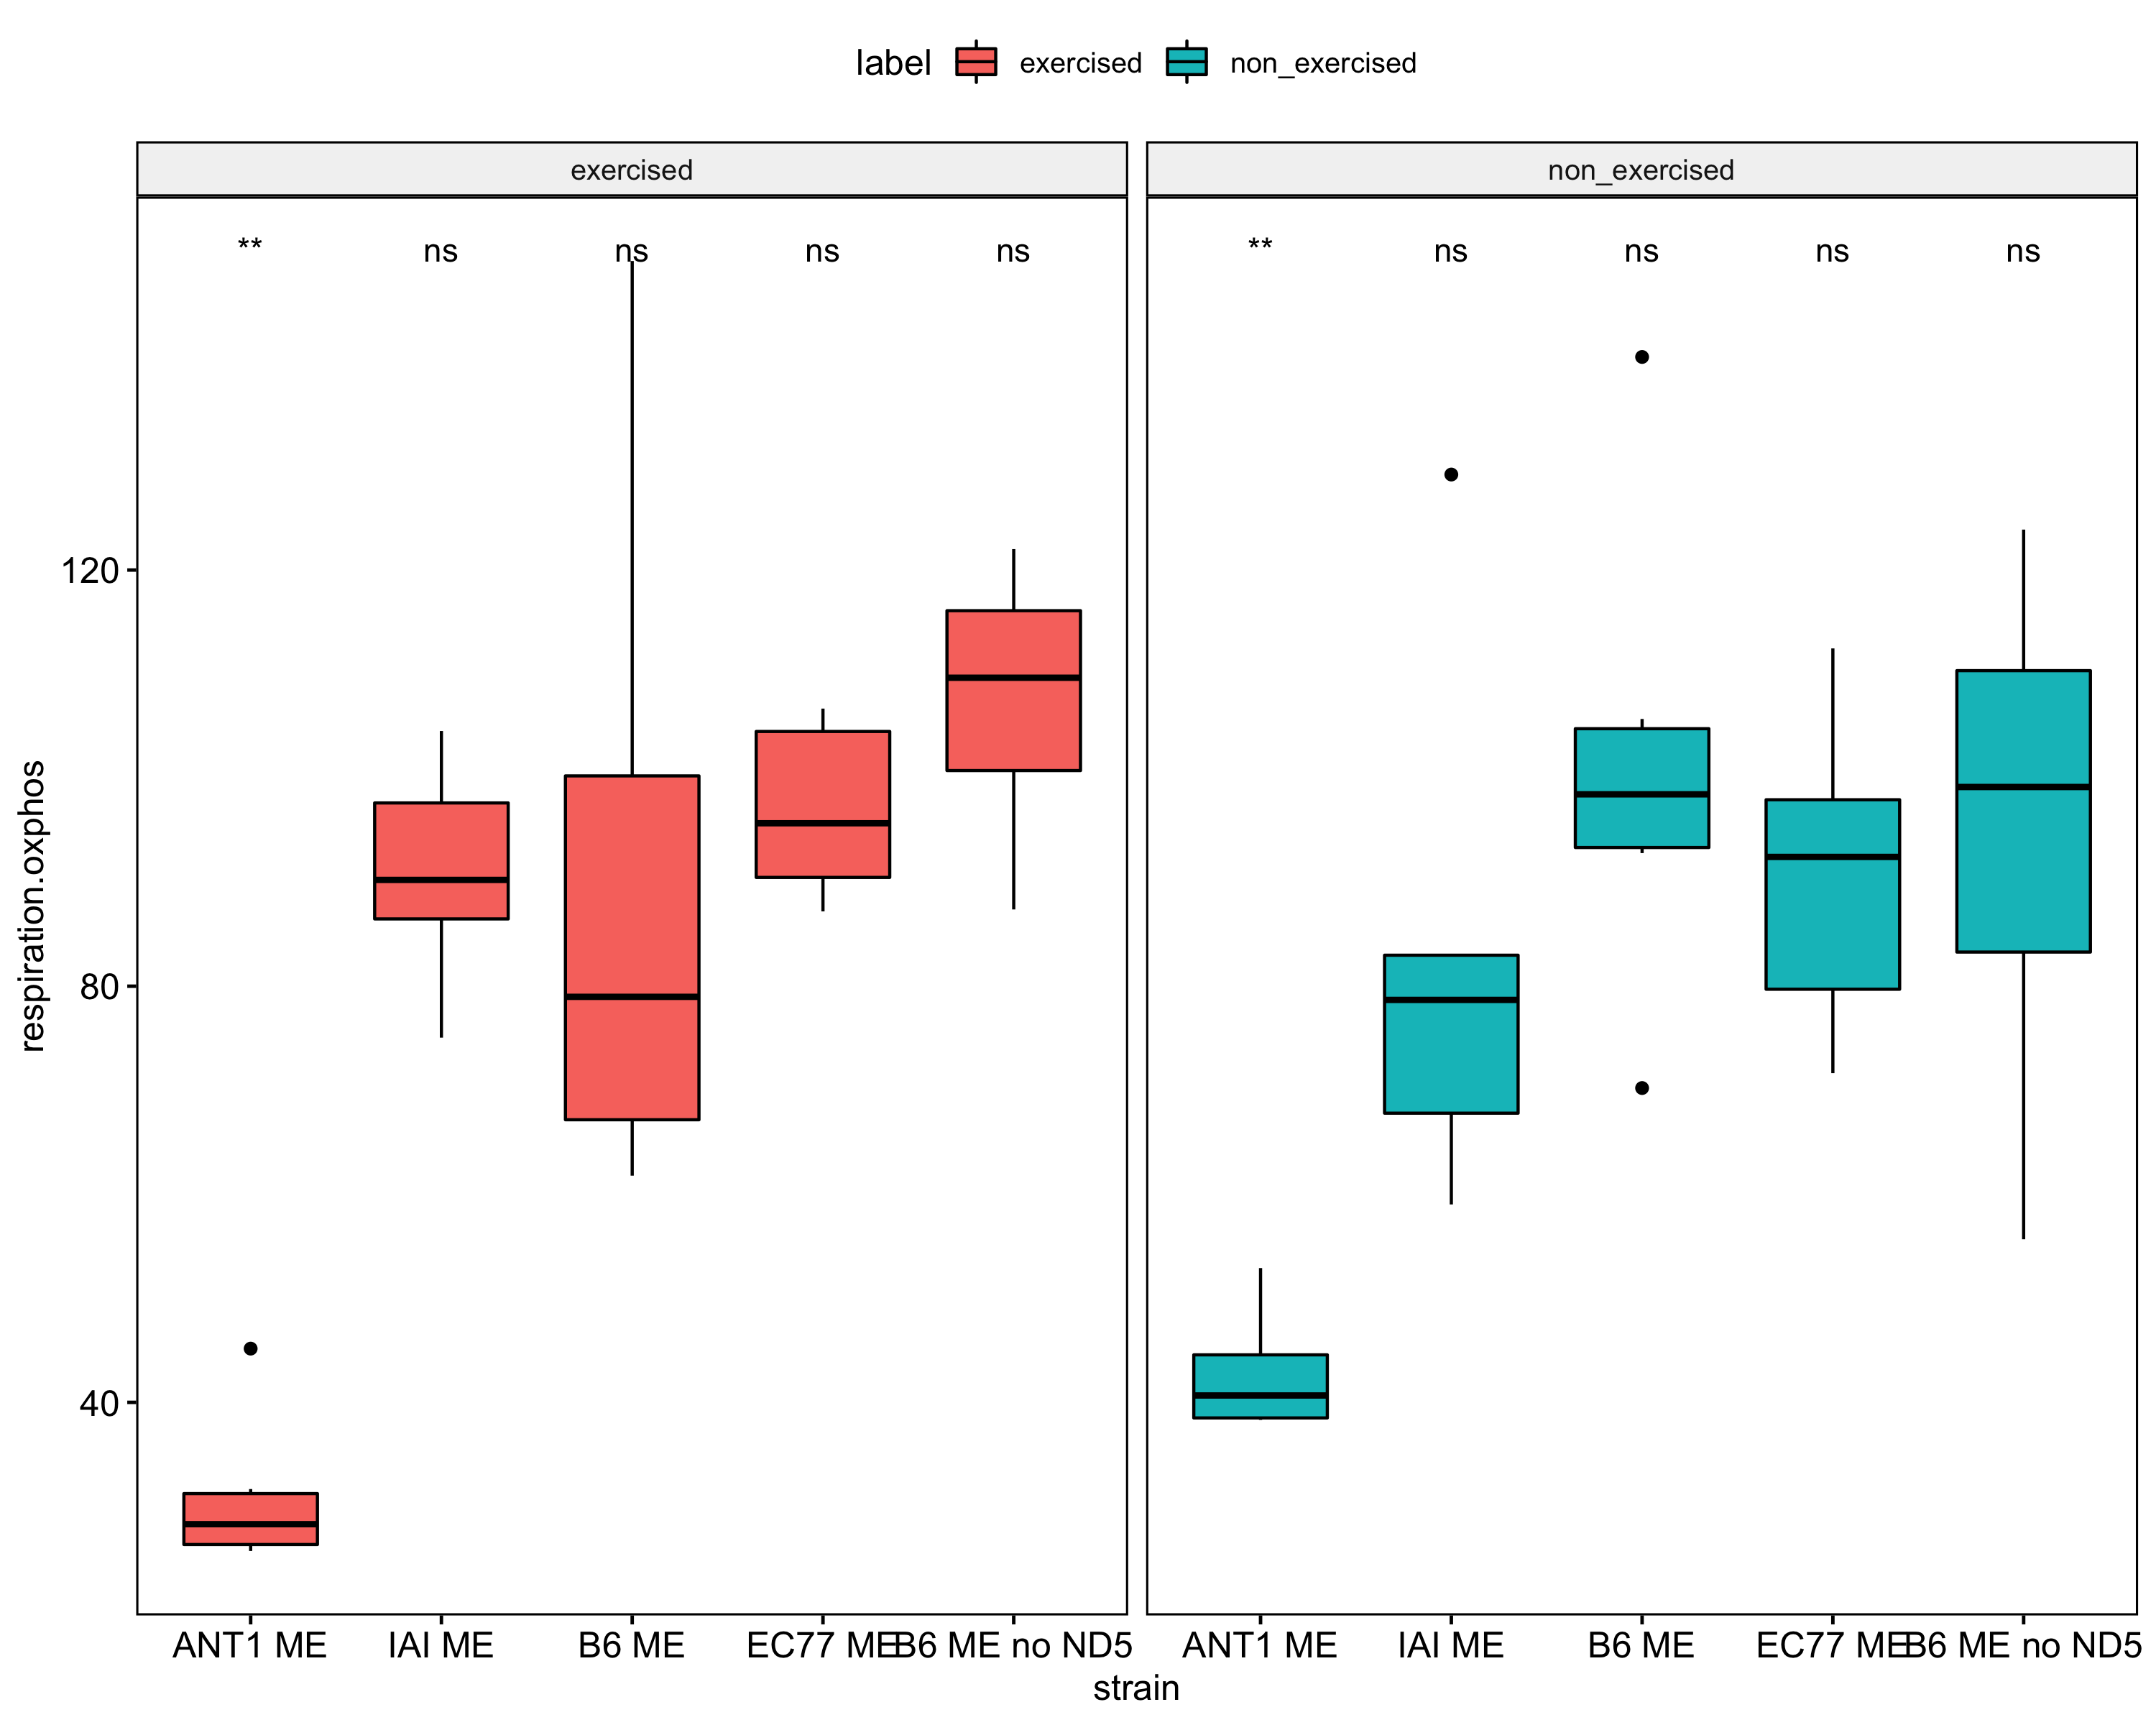 label exercised non_exercised
exercised non_exercised
** ns ns ns ns ** ns ns ns ns
120
80
40
respiration.oxphos
ANT1 ME IAI ME B6 ME EC77 ME B6 ME no ND5 ANT1 ME IAI ME B6 ME EC77 ME B6 ME no ND5
strain